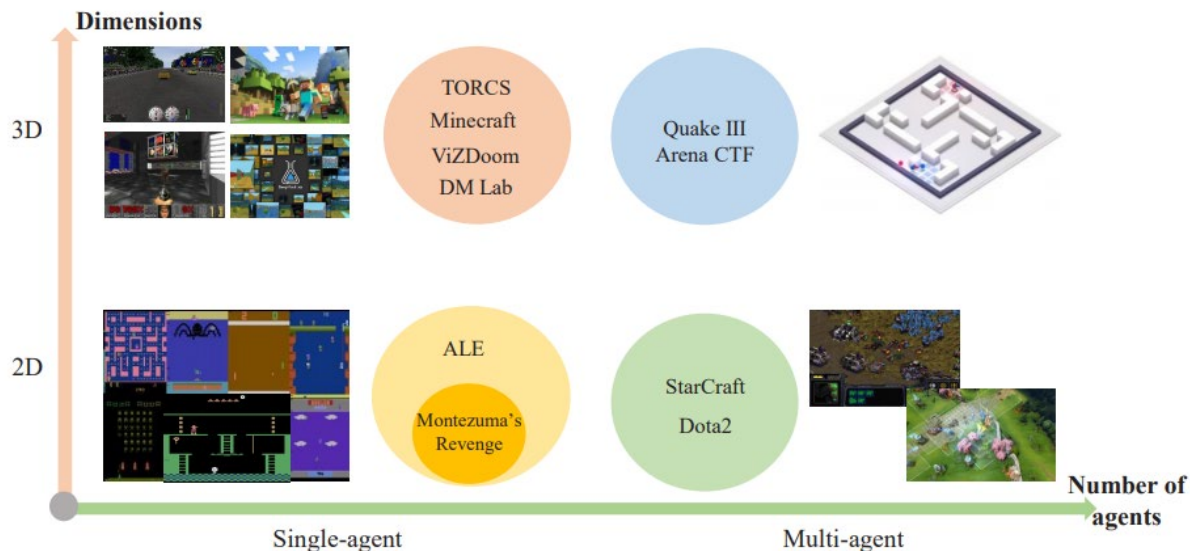 Dimensions
3D
TORCS
Minecraft
ViZDoom
DM Lab
Quake III
Arena CTF
2D
ALE
Montezuma's
Revenge
StarCraft
Dota2
Number of
agents
Single-agent
Multi-agent